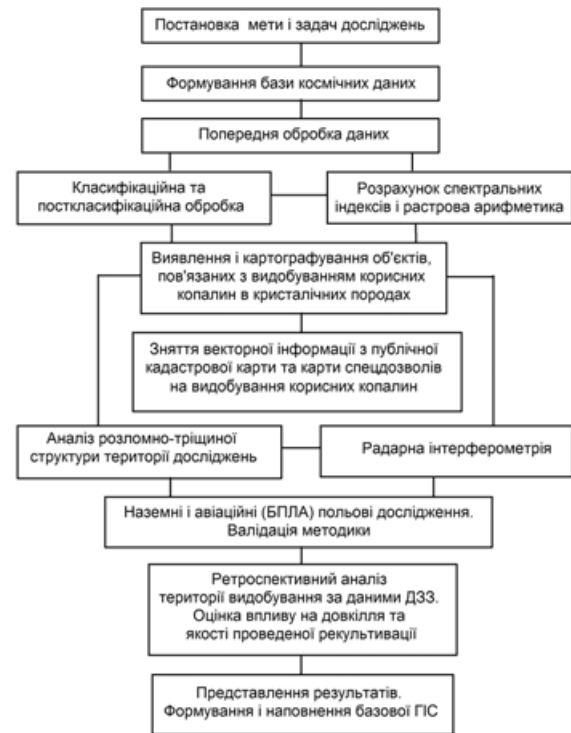 Постановка мети і задач досліджень
Формування бази космічних даних
Попередня обробка даних
Класифікаційна та
посткласифікаційна обробка
Розрахунок спектральних
індексів і растрова арифметика
Виявлення і картографування об'єктів,
пов'язаних з видобуванням корисних
копалин в кристалічних породах
Зняття векторної інформації з публічної
кадастрової карти та карти спецдозволів
на видобування корисних копалин
Аналіз розломно-тріщиної
структури території досліджень
Радарна інтерферометрія
Наземні і авіаційні (БПЛА) польові дослідження.
Валідація методики
Ретроспективний аналіз
території видобування за даними ДЗЗ.
Оцінка впливу на довкілля та
якості проведеної рекультивації
Представлення результатів.
Формування і наповнення базової ГІС